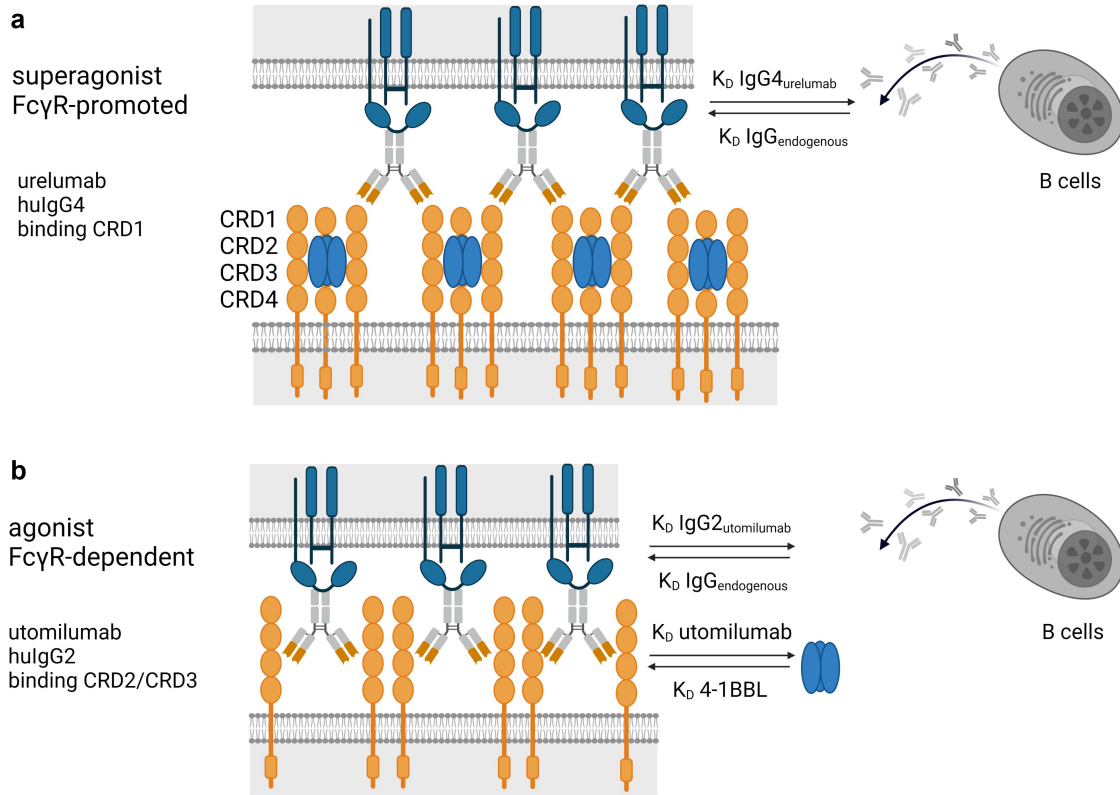 a
superagonist
FcγR-promoted
urelumab
huIgG4
binding CRD1
CRD1
CRD2
CRD3
CRD4
K_D IgG4_urelumab
K_D IgG_endogenous
B cells
b
agonist
FcγR-dependent
utomilumab
huIgG2
binding CRD2/CRD3
K_D IgG2_utomilumab
K_D IgG_endogenous
K_D utomilumab
K_D 4-1BBL
B cells